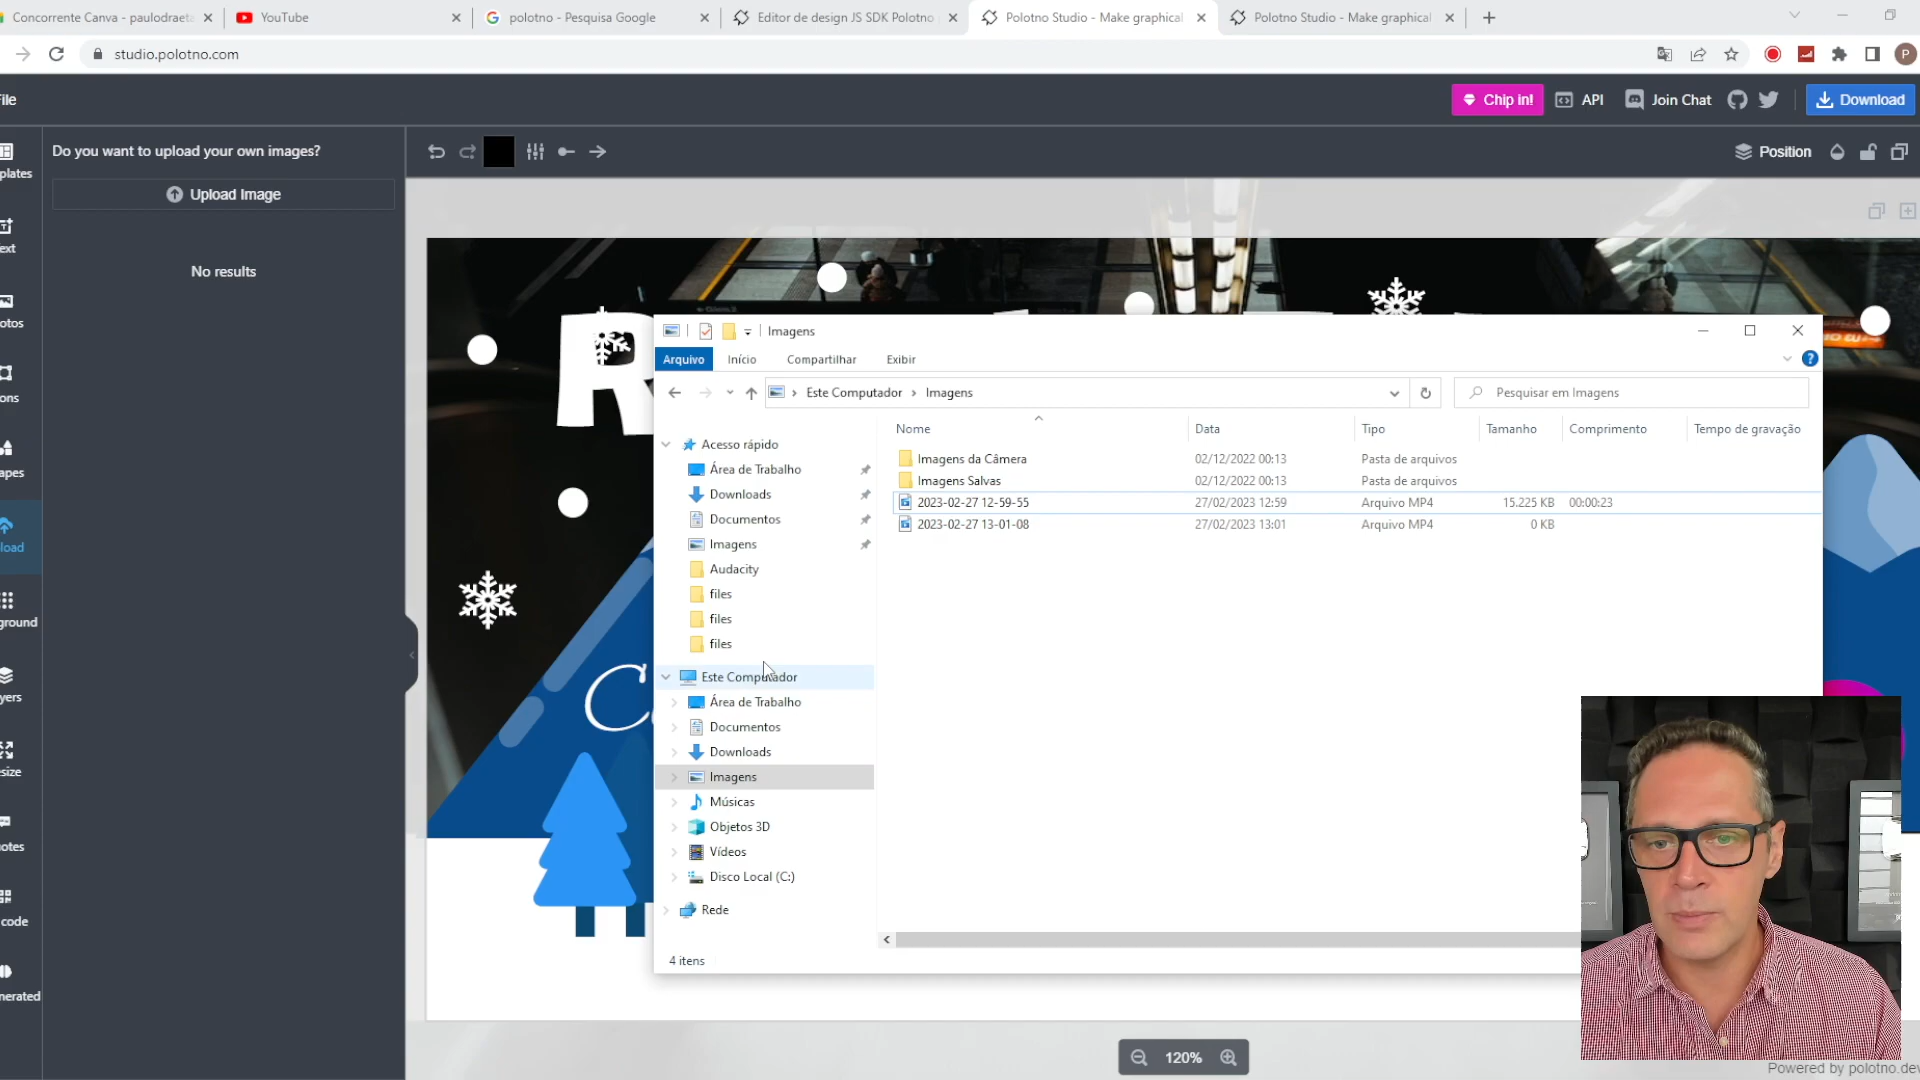 Concorrente Canva - paulodraeta
YouTube
polotno - Pesquisa Google
Editor de design JS SDK Polotno
Polotno Studio - Make graphical
Polotno Studio - Make graphical
studio.polotno.com
P
File
Chip in!
API
Join Chat
Download
Do you want to upload your own images?
Position
plates
Upload Image
ext
No results
otos
ons
apes
load
ground
yers
size
otes
code
nerated
R
C
Imagens
Arquivo
Início
Compartilhar
Exibir
Este Computador
Imagens
Pesquisar em Imagens
Nome
Data
Tipo
Tamanho
Comprimento
Tempo de gravação
Imagens da Câmera
02/12/2022 00:13
Pasta de arquivos
Imagens Salvas
02/12/2022 00:13
Pasta de arquivos
2023-02-27 12-59-55
27/02/2023 12:59
Arquivo MP4
15.225 KB
00:00:23
2023-02-27 13-01-08
27/02/2023 13:01
Arquivo MP4
0 KB
Acesso rápido
Área de Trabalho
Downloads
Documentos
Imagens
Audacity
files
files
files
Este Computador
Área de Trabalho
Documentos
Downloads
Imagens
Músicas
Objetos 3D
Vídeos
Disco Local (C:)
Rede
4 itens
120%
Powered by polotno.dev